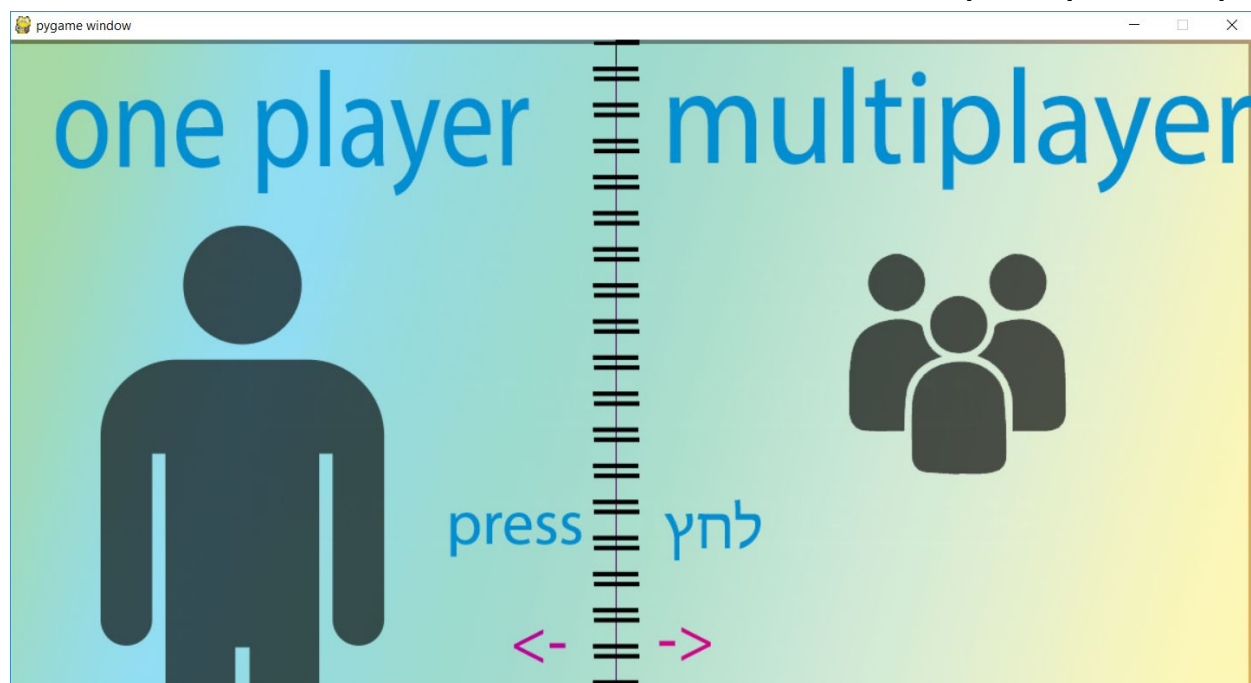 pygame window
one player
multiplayer
press
לחץ
<-
->